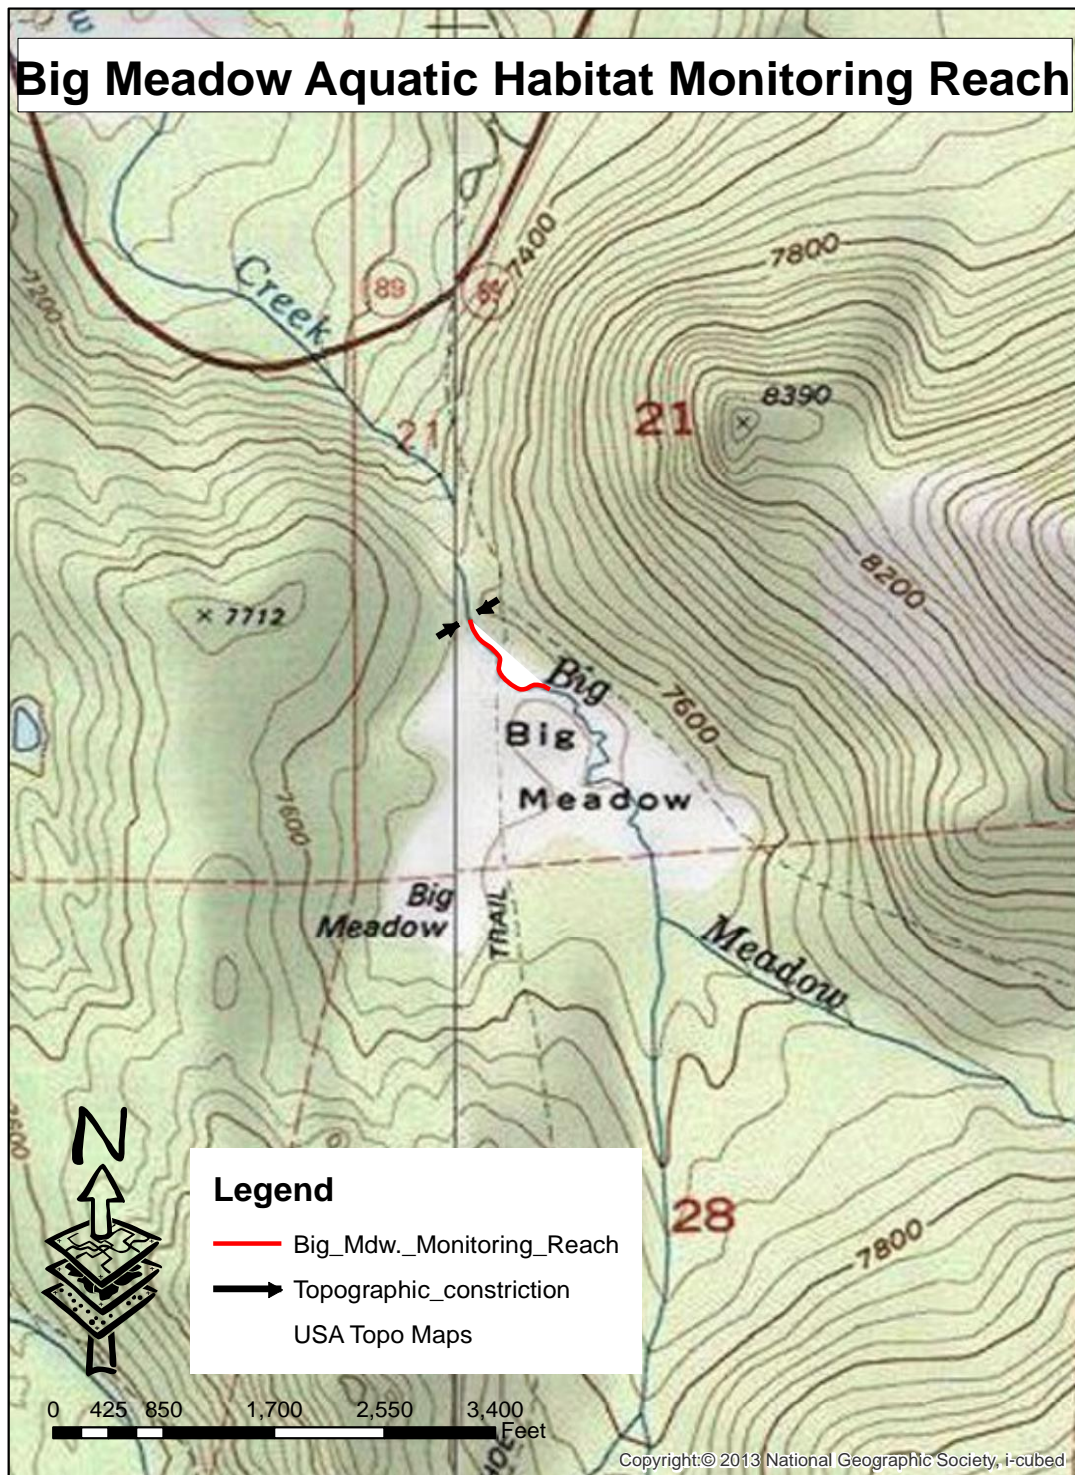 Big Meadow Aquatic Habitat Monitoring Reach
7400
7800
Creek
89
89
7200
8390
21
21
8200
7712
Big
7600
Big
Meadow
7600
Big
Meadow
TRAIL
Meadow
N
28
7800
Legend
Big_Mdw._Monitoring_Reach
Topographic_constriction
USA Topo Maps
0 425 850 1,700 2,550 3,400
Feet
Copyright:© 2013 National Geographic Society, i-cubed